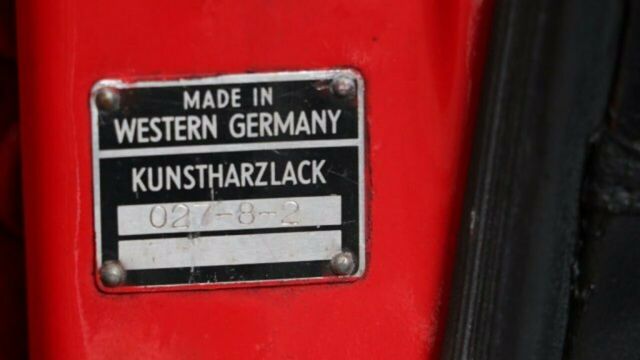 MADE IN
WESTERN GERMANY
KUNSTHARZLACK
027-8-2